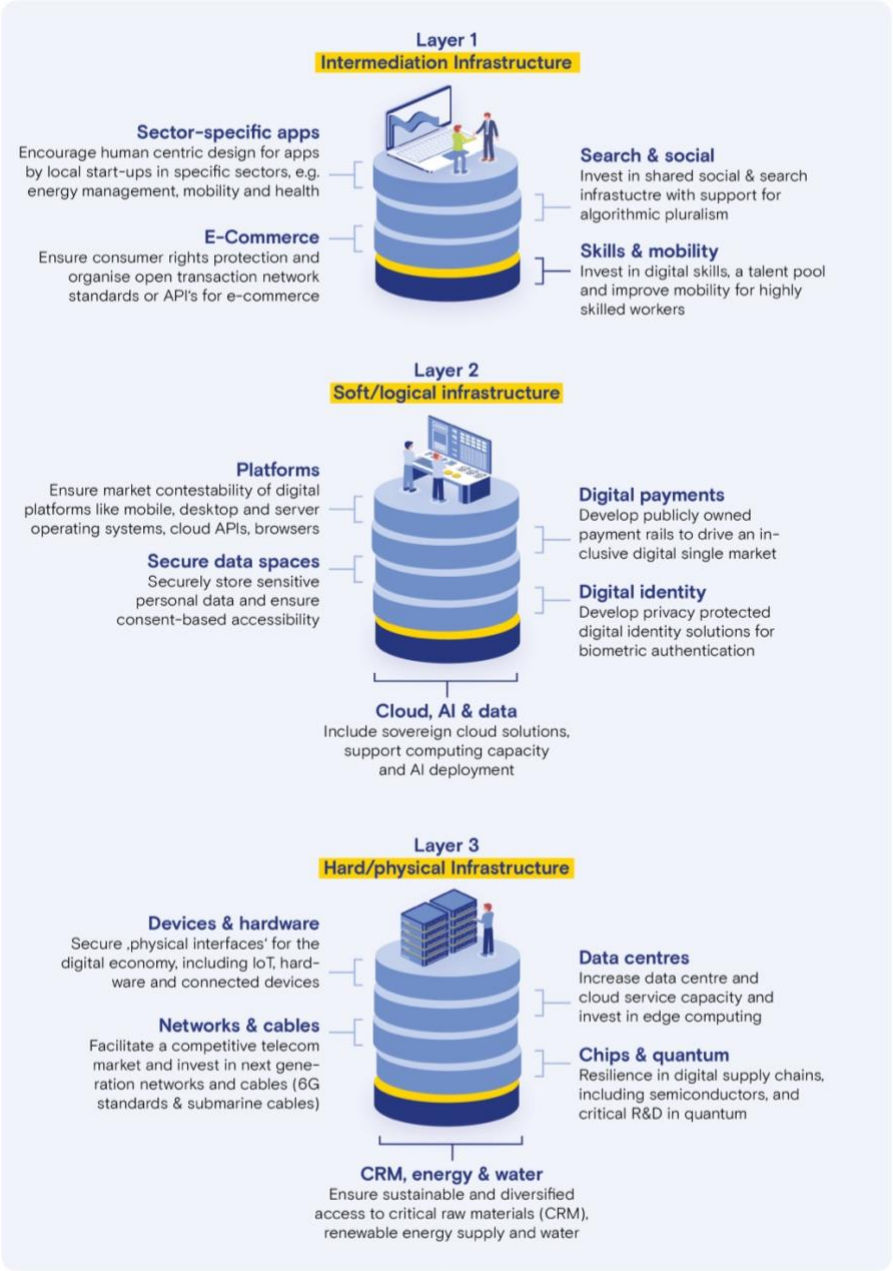 Layer 1
Intermediation Infrastructure
Sector-specific apps
Encourage human centric design for apps
by local start-ups in specific sectors, e.g.
energy management, mobility and health
Search & social
Invest in shared social & search
infrastuctre with support for
algorithmic pluralism
E-Commerce
Ensure consumer rights protection and
organise open transaction network
standards or API's for e-commerce
Skills & mobility
Invest in digital skills, a talent pool
and improve mobility for highly
skilled workers
Layer 2
Soft/logical infrastructure
Platforms
Ensure market contestability of digital
platforms like mobile, desktop and server
operating systems, cloud APIs, browsers
Digital payments
Develop publicly owned
payment rails to drive an in-
clusive digital single market
Secure data spaces
Securely store sensitive
personal data and ensure
consent-based accessibility
Digital identity
Develop privacy protected
digital identity solutions for
biometric authentication
Cloud, AI & data
Include sovereign cloud solutions,
support computing capacity
and AI deployment
Layer 3
Hard/physical Infrastructure
Devices & hardware
Secure ‚physical interfaces‘ for the
digital economy, including IoT, hard-
ware and connected devices
Data centres
Increase data centre and
cloud service capacity and
invest in edge computing
Networks & cables
Facilitate a competitive telecom
market and invest in next gene-
ration networks and cables (6G
standards & submarine cables)
Chips & quantum
Resilience in digital supply chains,
including semiconductors, and
critical R&D in quantum
CRM, energy & water
Ensure sustainable and diversified
access to critical raw materials (CRM),
renewable energy supply and water